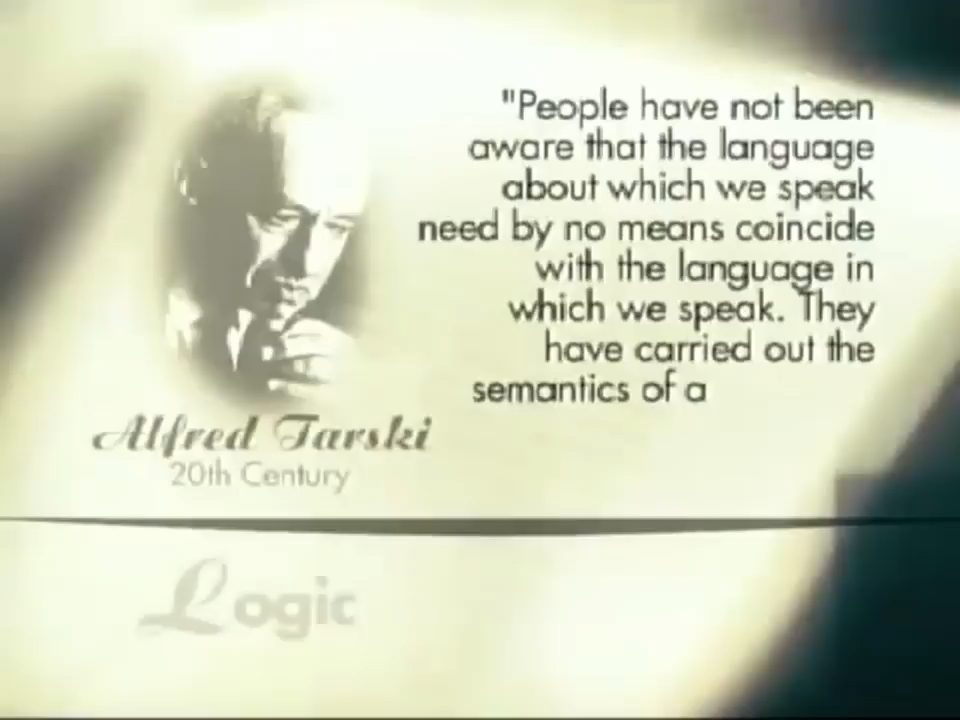 "People have not been
aware that the language
about which we speak
need by no means coincide
with the language in
which we speak. They
have carried out the
semantics of a
Alfred Tarski
20th Century
Logic